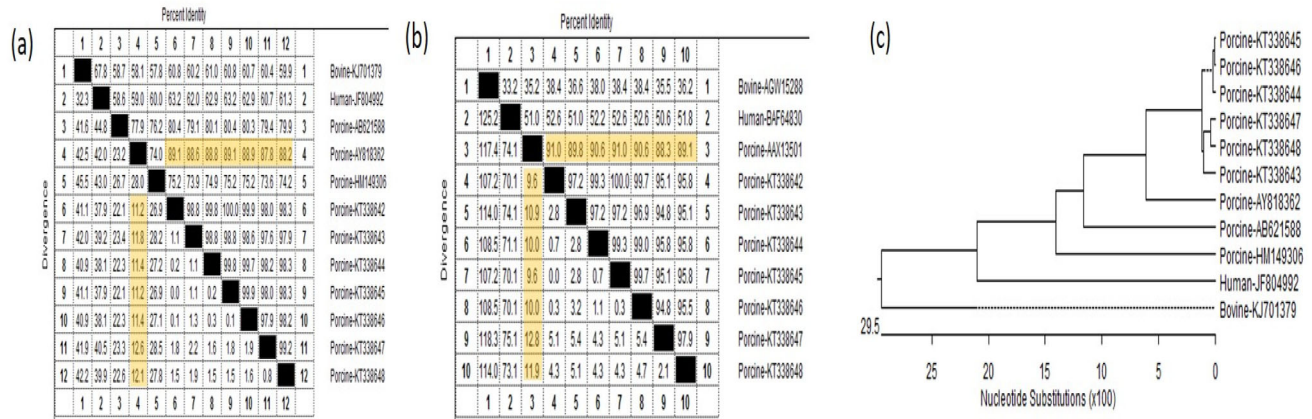 (a)
Percent Identity
1 2 3 4 5 6 7 8 9 10 11 12
1 67.8 58.7 58.1 57.8 60.8 60.2 61.0 60.8 60.7 60.4 59.9 1 Bovine-KJ701379
2 32.3 58.6 59.0 60.0 63.2 62.0 62.9 63.2 62.9 60.7 61.3 2 Human-JF804992
3 41.6 44.8 77.9 76.2 80.4 79.1 80.1 80.4 80.3 79.4 79.9 3 Porcine-AB621588
4 42.5 42.0 23.2 74.0 89.1 88.6 88.8 89.1 88.9 87.8 88.2 4 Porcine-AY818362
5 45.5 43.0 26.7 28.0 75.2 73.9 74.9 75.2 75.2 73.6 74.2 5 Porcine-HM149306
6 41.1 37.9 22.1 11.2 26.9 98.8 99.8 100.0 99.9 98.0 98.3 6 Porcine-KT338642
7 42.0 39.2 23.4 11.8 28.2 1.1 98.8 98.8 98.6 97.6 97.9 7 Porcine-KT338643
8 40.9 38.1 22.3 11.4 27.2 0.2 1.1 99.8 99.7 98.2 98.3 8 Porcine-KT338644
9 41.1 37.9 22.1 11.2 26.9 0.0 1.1 0.2 99.9 98.0 98.3 9 Porcine-KT338645
10 40.9 38.1 22.3 11.4 27.1 0.1 1.3 0.3 0.1 97.9 98.2 10 Porcine-KT338646
11 41.9 40.5 23.3 12.6 28.5 1.8 2.2 1.6 1.8 1.9 99.2 11 Porcine-KT338647
12 42.2 39.9 22.6 12.1 27.8 1.5 1.9 1.5 1.5 1.6 0.8 12 Porcine-KT338648
1 2 3 4 5 6 7 8 9 10 11 12
Divergence
(b)
Percent Identity
1 2 3 4 5 6 7 8 9 10
1 33.2 35.2 38.4 36.6 38.0 38.4 38.4 35.5 36.2 1 Bovine-AGW15288
2 125.2 51.0 52.6 51.0 52.2 52.6 52.6 50.6 51.8 2 Human-BAF64830
3 117.4 74.1 91.0 89.8 90.6 91.0 90.6 88.3 89.1 3 Porcine-AAX13501
4 107.2 70.1 9.6 97.2 99.3 100.0 99.7 95.1 95.8 4 Porcine-KT338642
5 114.0 74.1 10.9 2.8 97.2 97.2 96.9 94.8 95.1 5 Porcine-KT338643
6 108.5 71.1 10.0 0.7 2.8 99.3 99.0 95.8 95.8 6 Porcine-KT338644
7 107.2 70.1 9.6 0.0 2.8 0.7 99.7 95.1 95.8 7 Porcine-KT338645
8 108.5 70.1 10.0 0.3 3.2 1.1 0.3 94.8 95.5 8 Porcine-KT338646
9 118.3 75.1 12.8 5.1 5.4 4.3 5.1 5.4 97.9 9 Porcine-KT338647
10 114.0 73.1 11.9 4.3 5.1 4.3 4.3 4.7 2.1 10 Porcine-KT338648
1 2 3 4 5 6 7 8 9 10
Divergence
(c)
Porcine-KT338645
Porcine-KT338646
Porcine-KT338644
Porcine-KT338647
Porcine-KT338648
Porcine-KT338643
Porcine-AY818362
Porcine-AB621588
Porcine-HM149306
Human-JF804992
Bovine-KJ701379
29.5
25 20 15 10 5 0
Nucleotide Substitutions (x100)